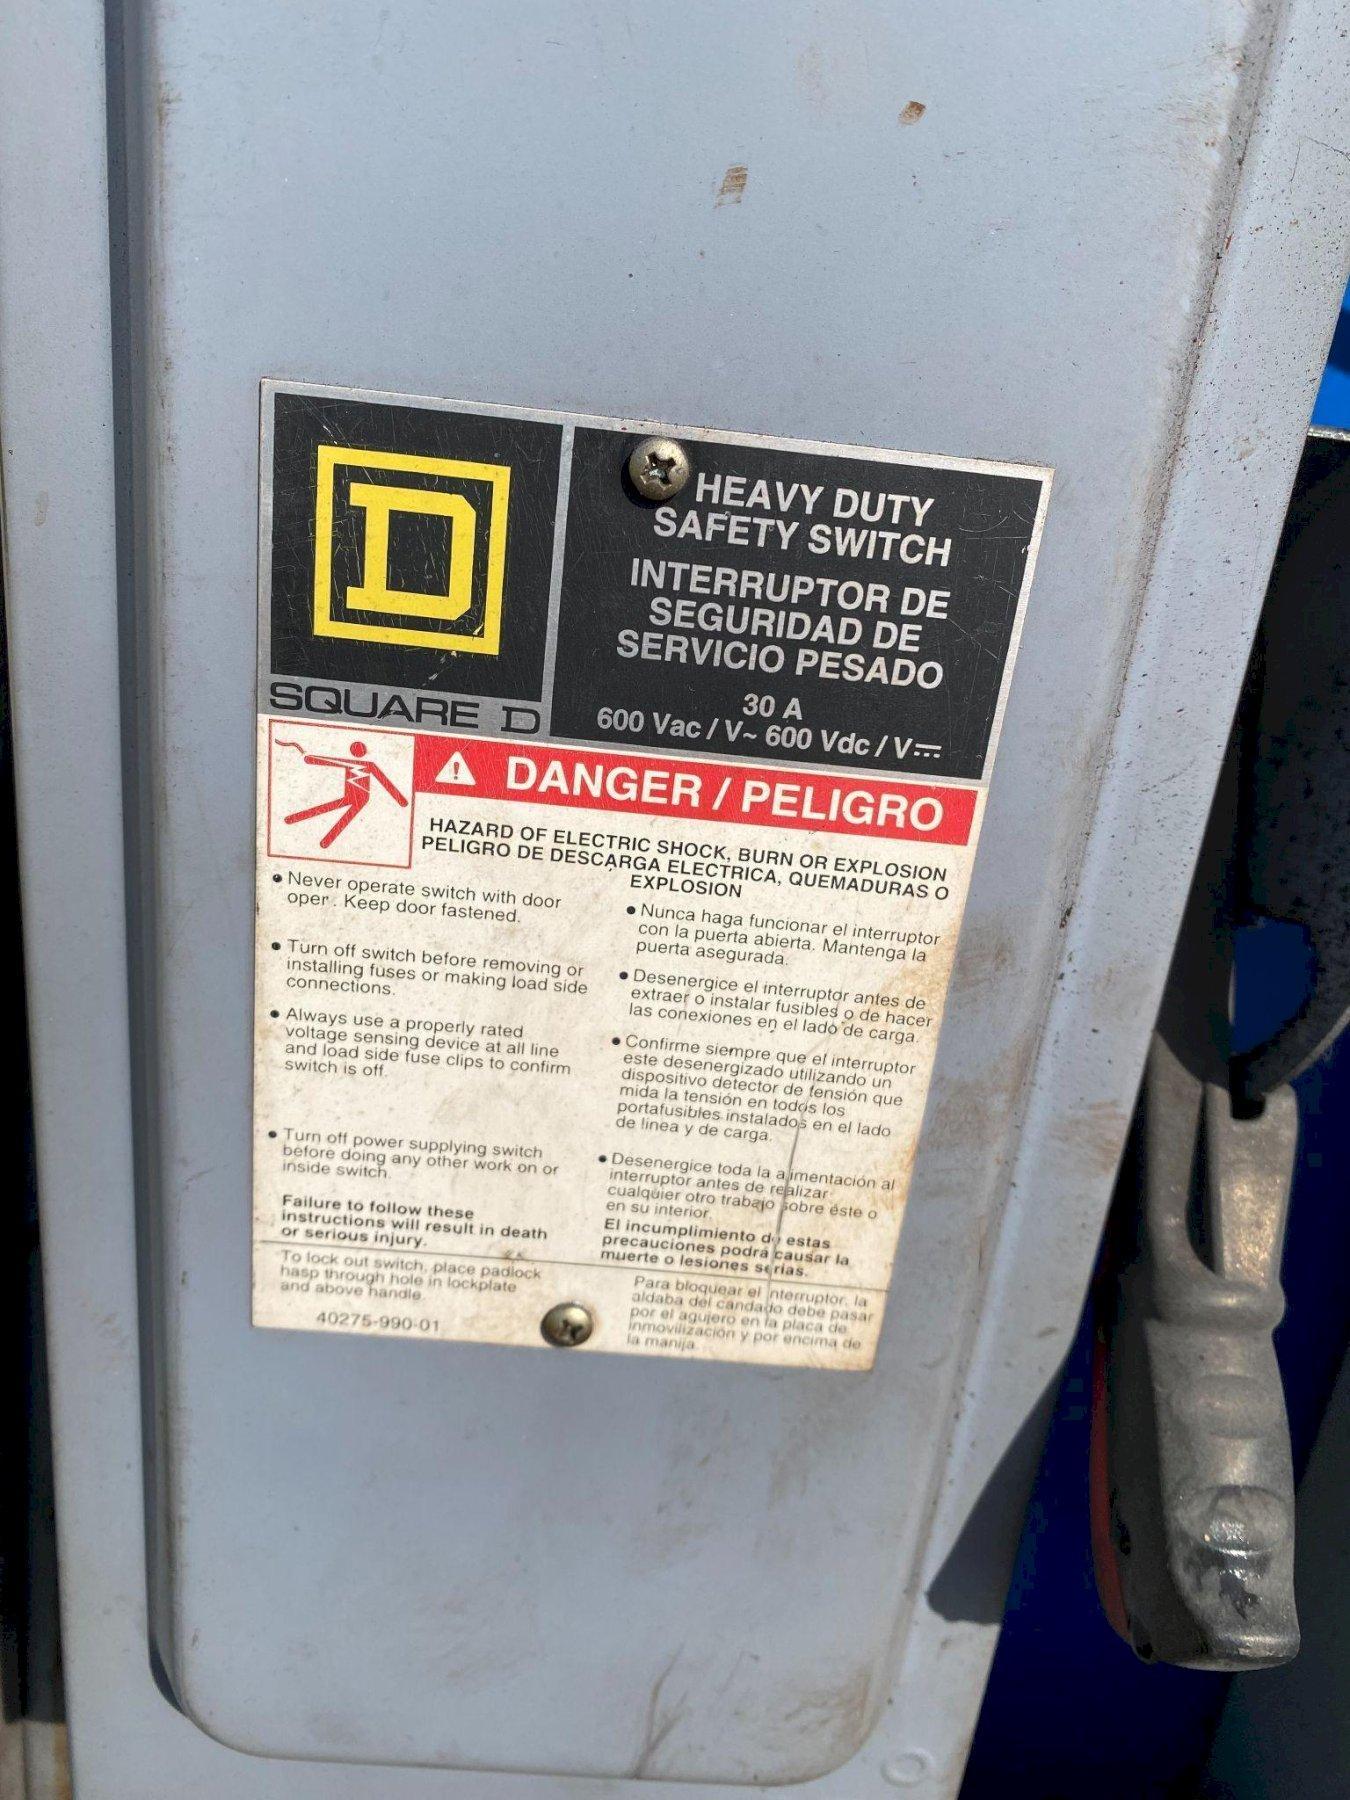 D
SQUARE D
HEAVY DUTY
SAFETY SWITCH
INTERRUPTOR DE
SEGURIDAD DE
SERVICIO PESADO
30 A
600 Vac / V~ 600 Vdc / V⎓
DANGER / PELIGRO
HAZARD OF ELECTRIC SHOCK, BURN OR EXPLOSION
PELIGRO DE DESCARGA ELECTRICA, QUEMADURAS O
EXPLOSION
• Never operate switch with door
open. Keep door fastened.
• Turn off switch before removing or
installing fuses or making load side
connections.
• Always use a properly rated
voltage sensing device at all line
and load side fuse clips to confirm
switch is off.
• Turn off power supplying switch
before doing any other work on or
inside switch.
Failure to follow these
instructions will result in death
or serious injury.
To lock out switch, place padlock
hasp through hole in lockplate
and above handle.
40275-990-01
• Nunca haga funcionar el interruptor
con la puerta abierta. Mantenga la
puerta asegurada.
• Desenergice el interruptor antes de
extraer o instalar fusibles o de hacer
las conexiones en el lado de carga.
• Confirme siempre que el interruptor
este desenergizado utilizando un
dispositivo detector de tensión que
mida la tensión en todos los
portafusibles instalados en el lado
de linea y de carga.
• Desenergice toda la alimentación al
interruptor antes de realizar
cualquier otro trabajo sobre éste o
en su interior.
El incumplimiento de estas
precauciones podrá causar la
muerte o lesiones serias.
Para bloquear el interruptor, la
aldaba del candado debe pasar
por el agujero en la placa de
inmovilización y por encima de
la manija.